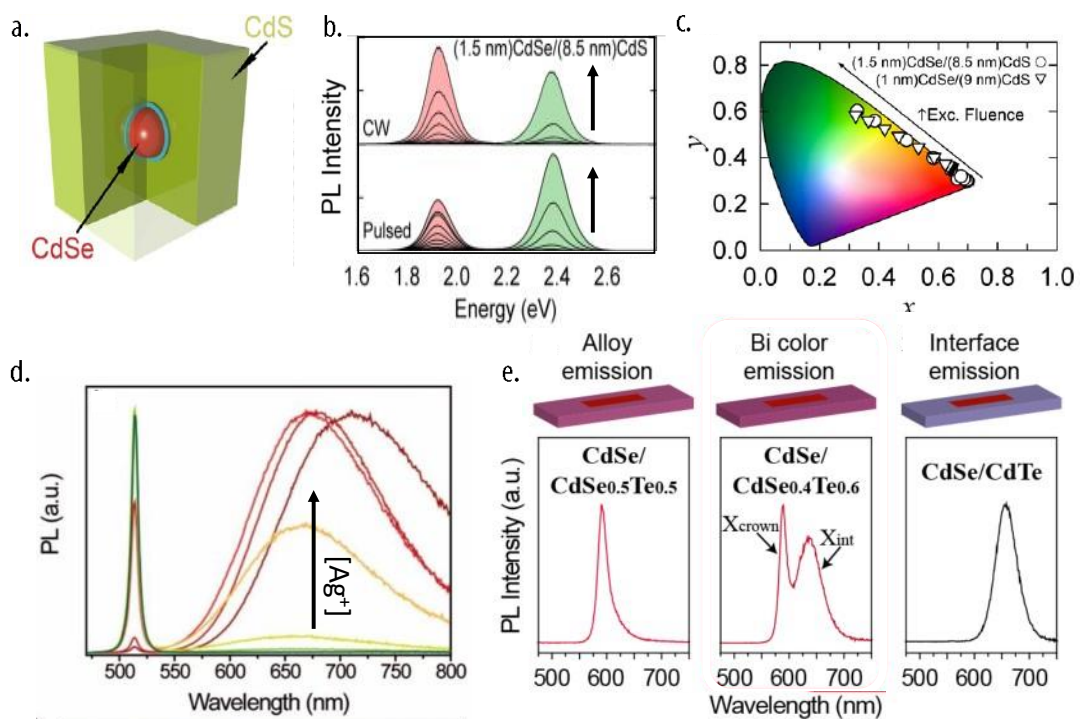 a.
CdS
CdSe
b.
(1.5 nm)CdSe/(8.5 nm)CdS
CW
Pulsed
PL Intensity
1.6 1.8 2.0 2.2 2.4 2.6
Energy (eV)
c.
(1.5 nm)CdSe/(8.5 nm)CdS
(1 nm)CdSe/(9 nm)CdS
↑Exc. Fluence
y
0.8
0.6
0.4
0.2
0.0
0.0 0.2 0.4 0.6 0.8 1.0
x
d.
PL (a.u.)
[Ag⁺]
500 550 600 650 700 750 800
Wavelength (nm)
e.
Alloy
emission
Bi color
emission
Interface
emission
PL Intensity (a.u.)
CdSe/
CdSe0.5Te0.5
CdSe/
CdSe0.4Te0.6
Xcrown
Xint
CdSe/CdTe
500 600 700
500 600 700
500 600 700
Wavelength (nm)